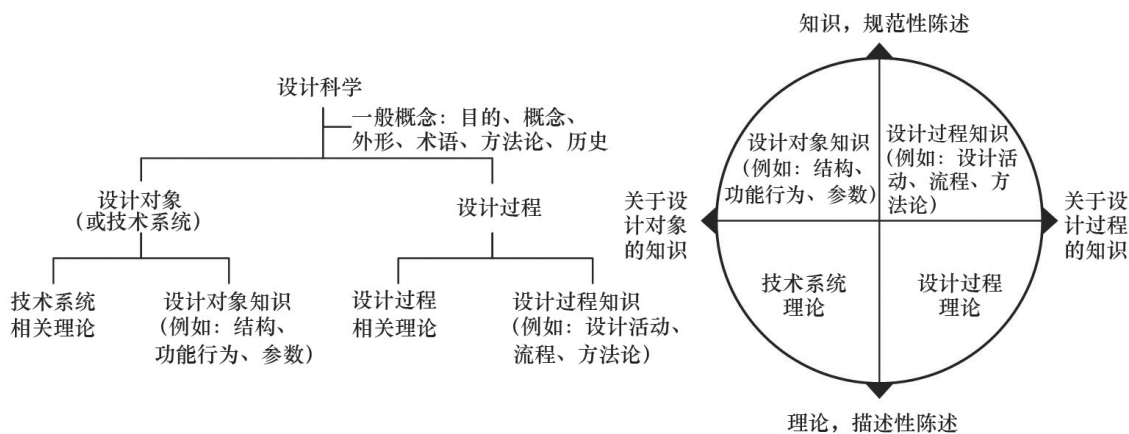 设计科学
一般概念：目的、概念、
外形、术语、方法论、历史
设计对象
（或技术系统）
设计过程
技术系统
相关理论
设计对象知识
（例如：结构、
功能行为、参数）
设计过程
相关理论
设计过程知识
（例如：设计活动、
流程、方法论）
知识，规范性陈述
设计对象知识
（例如：结构、
功能行为、参数）
设计过程知识
（例如：设计活
动、流程、方
法论）
关于设
计对象
的知识
关于设
计过程
的知识
技术系统
理论
设计过程
理论
理论，描述性陈述